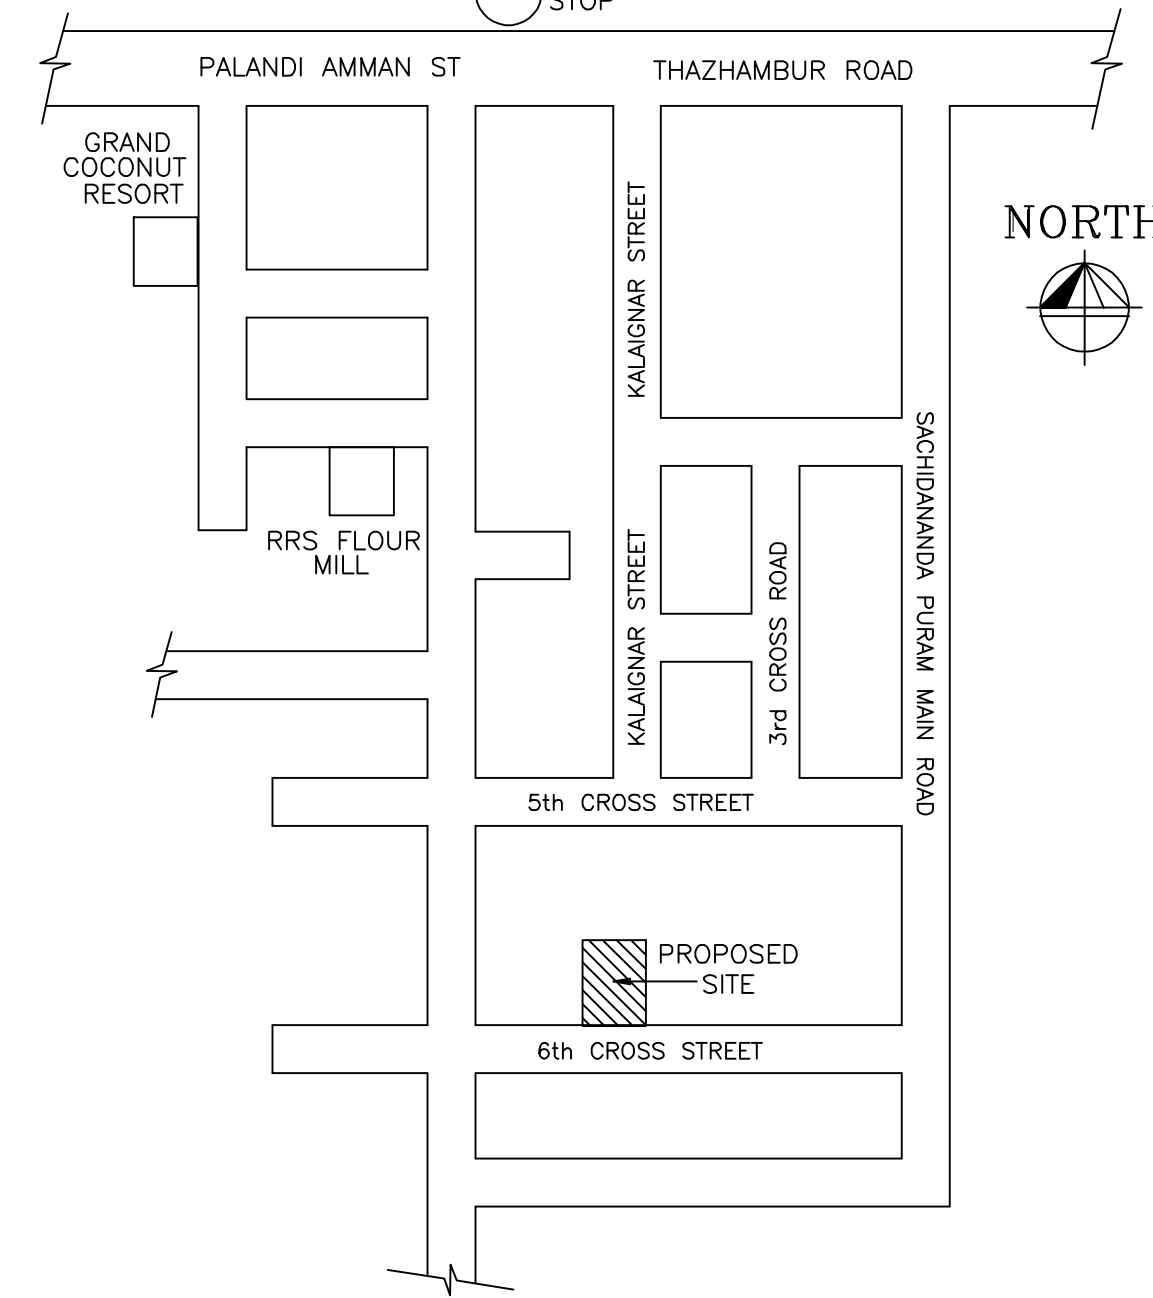 STOP
PALANDI AMMAN ST
THAZHAMBUR ROAD
GRAND
COCONUT
RESORT
NORTH
KALAIGNAR STREET
SACHIDANANDA PURAM MAIN ROAD
RRS FLOUR
MILL
KALAIGNAR STREET
3rd CROSS ROAD
5th CROSS STREET
PROPOSED
SITE
6th CROSS STREET